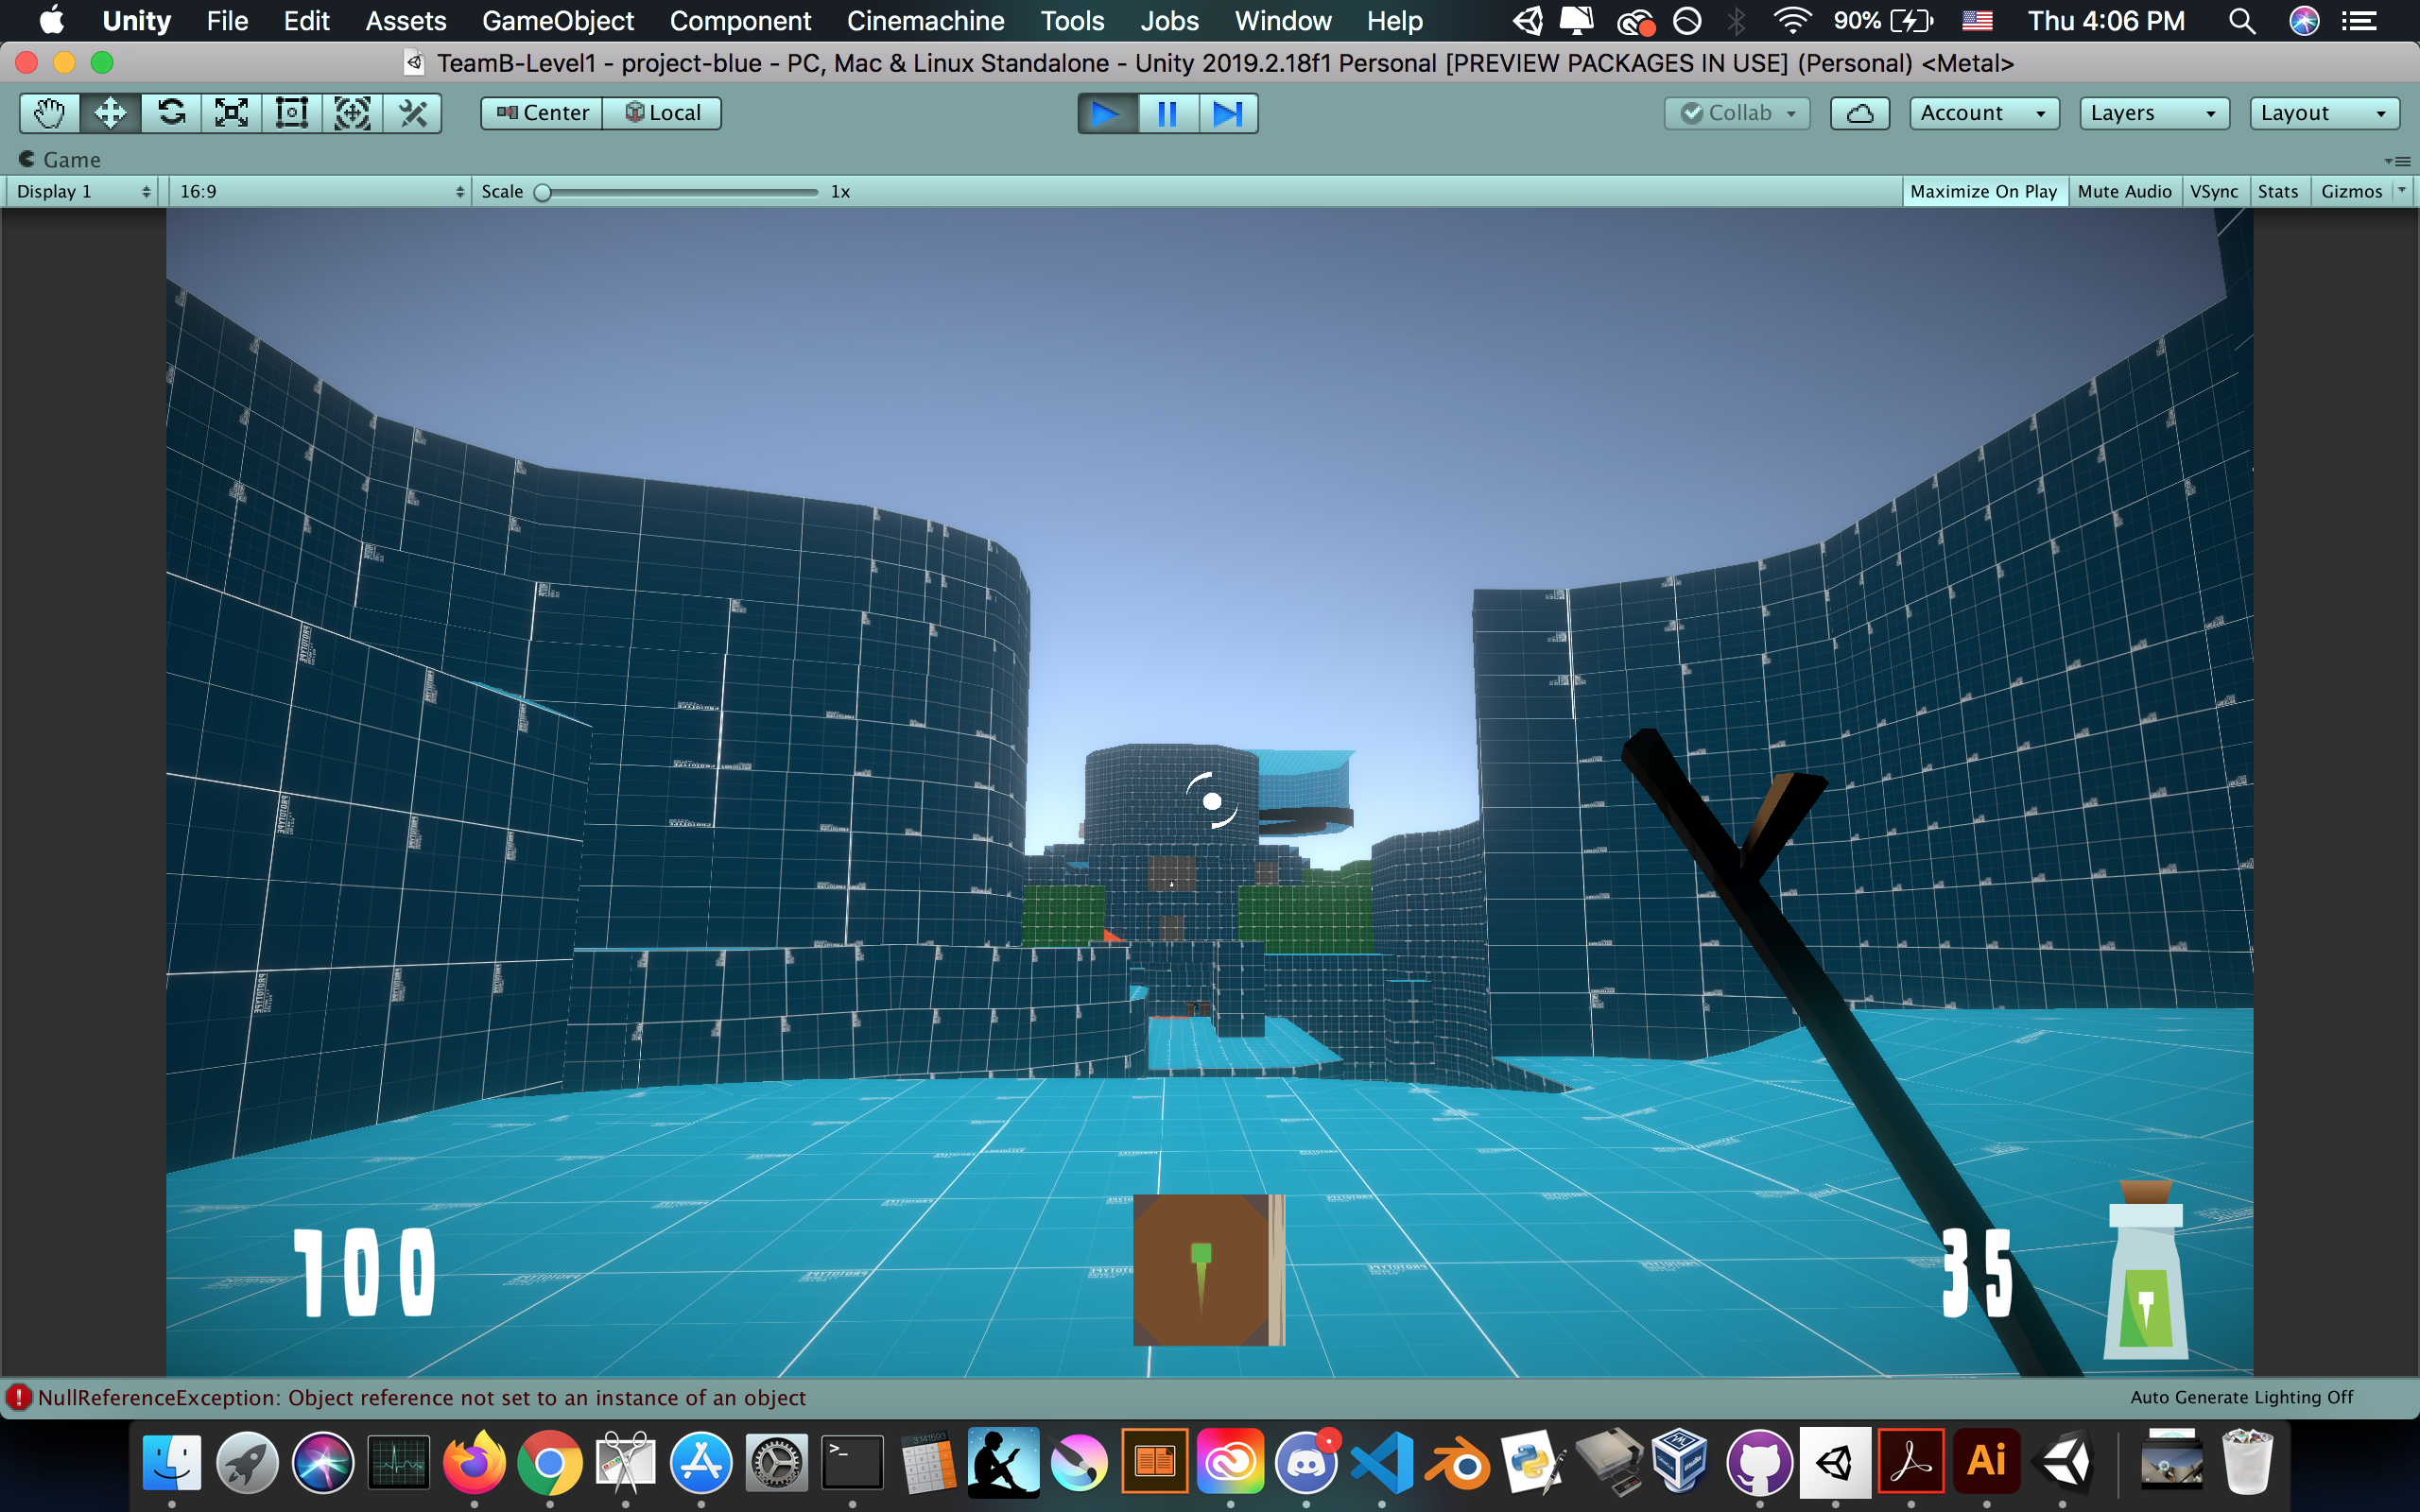 Unity File Edit Assets GameObject Component Cinemachine Tools Jobs Window Help 90% Thu 4:06 PM
TeamB-Level1 - project-blue - PC, Mac & Linux Standalone - Unity 2019.2.18f1 Personal [PREVIEW PACKAGES IN USE] (Personal) <Metal>
Center Local Collab Account Layers Layout
Game
Display 1 16:9 Scale 1x Maximize On Play Mute Audio VSync Stats Gizmos
100 35
NullReferenceException: Object reference not set to an instance of an object Auto Generate Lighting Off
>_ 3.141593 Ai